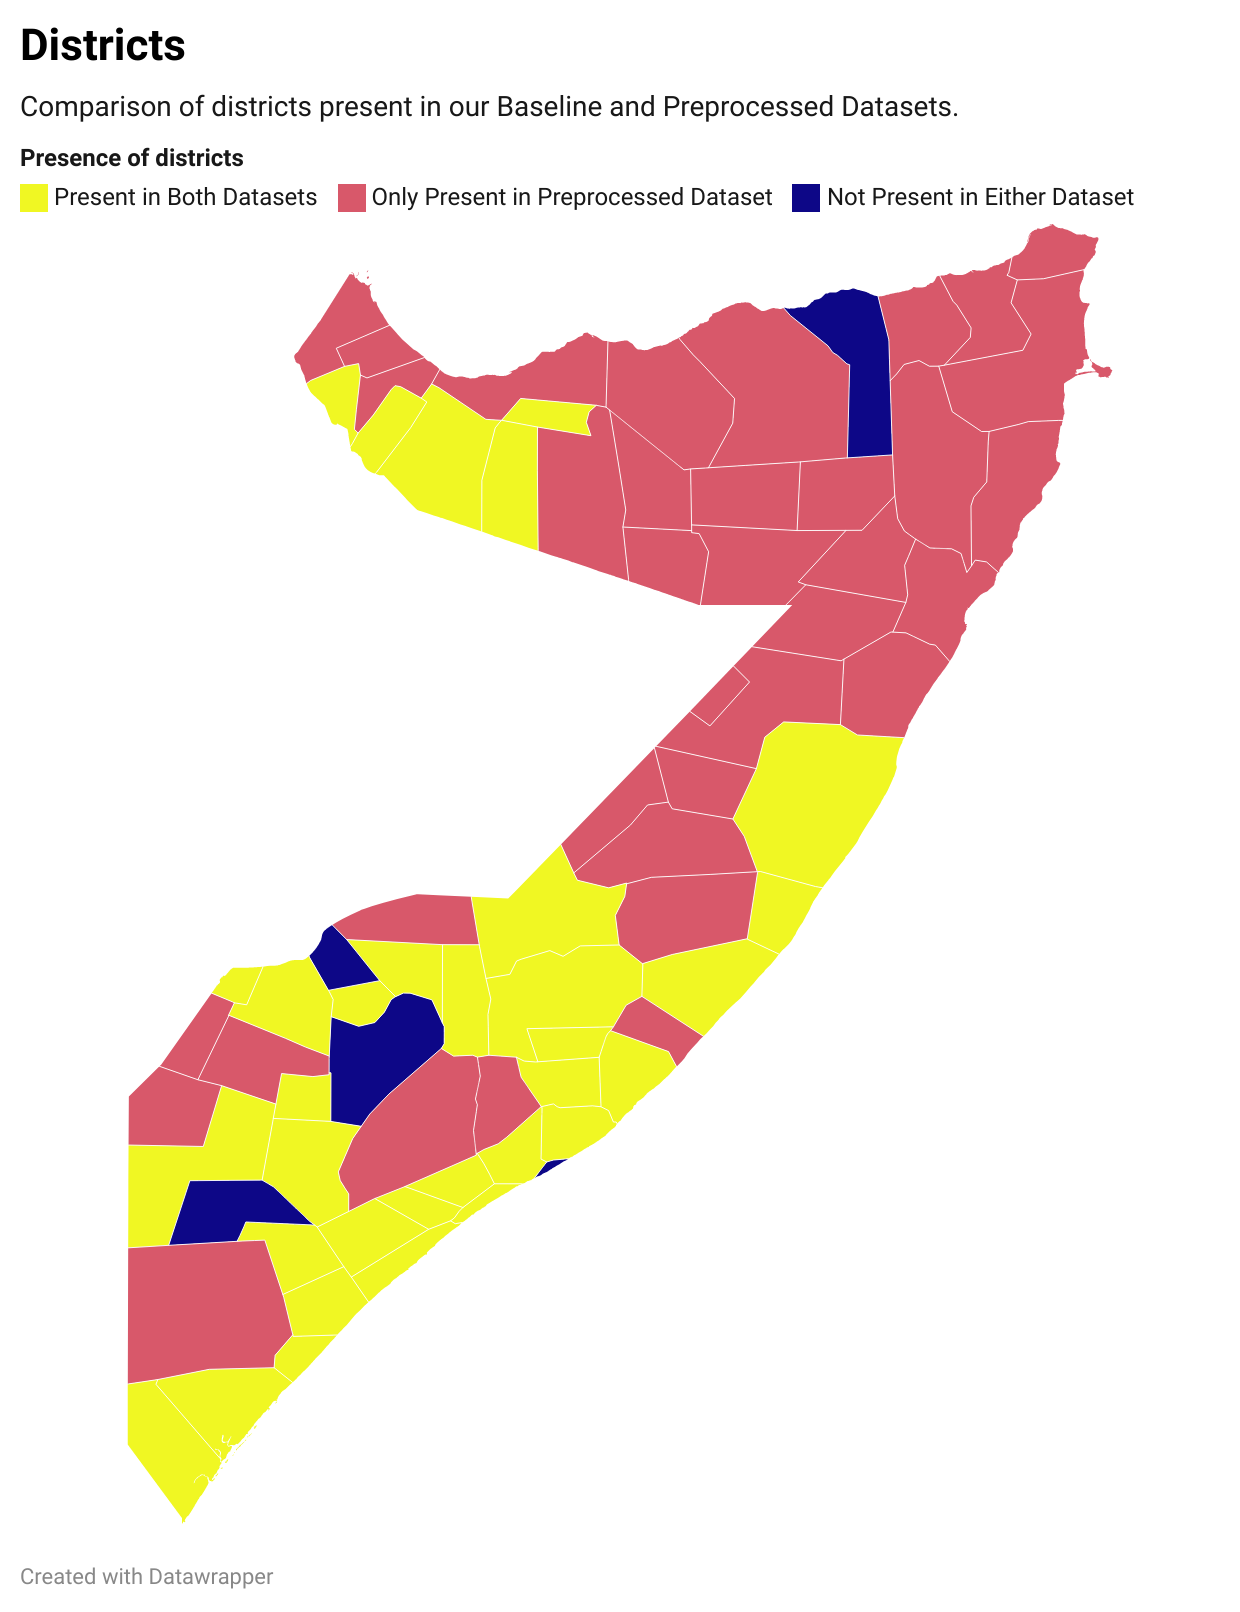 Districts
Comparison of districts present in our Baseline and Preprocessed Datasets.
Presence of districts
Present in Both Datasets Only Present in Preprocessed Dataset Not Present in Either Dataset
Created with Datawrapper